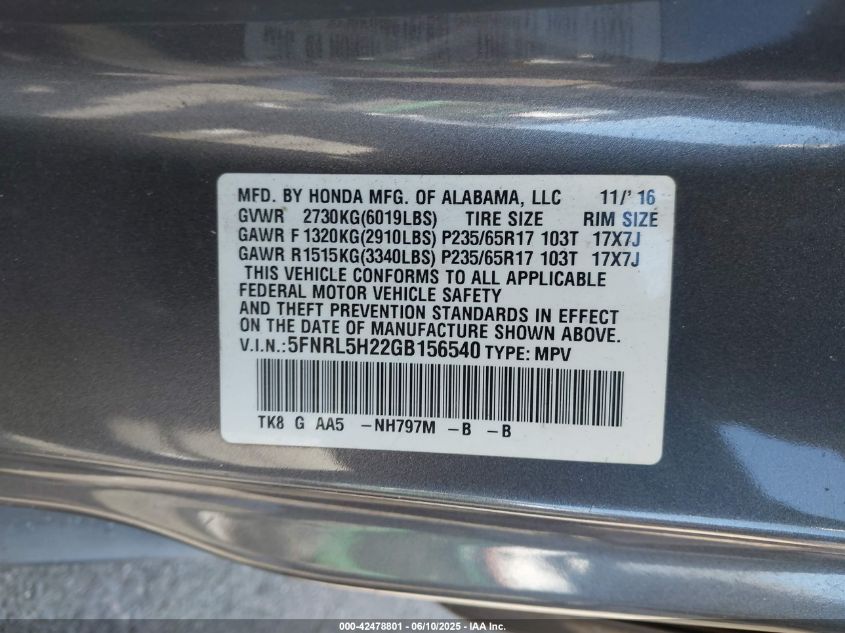 MFD. BY HONDA MFG. OF ALABAMA, LLC 11/' 16
GVWR 2730KG(6019LBS) TIRE SIZE RIM SIZE
GAWR F1320KG(2910LBS) P235/65R17 103T 17X7J
GAWR R1515KG(3340LBS) P235/65R17 103T 17X7J
THIS VEHICLE CONFORMS TO ALL APPLICABLE
FEDERAL MOTOR VEHICLE SAFETY
AND THEFT PREVENTION STANDARDS IN EFFECT
ON THE DATE OF MANUFACTURE SHOWN ABOVE.
V.I.N.:5FNRL5H22GB156540 TYPE: MPV
TK8 G AA5 -NH797M -B -B
000-42478801 - 06/10/2025 - IAA Inc.